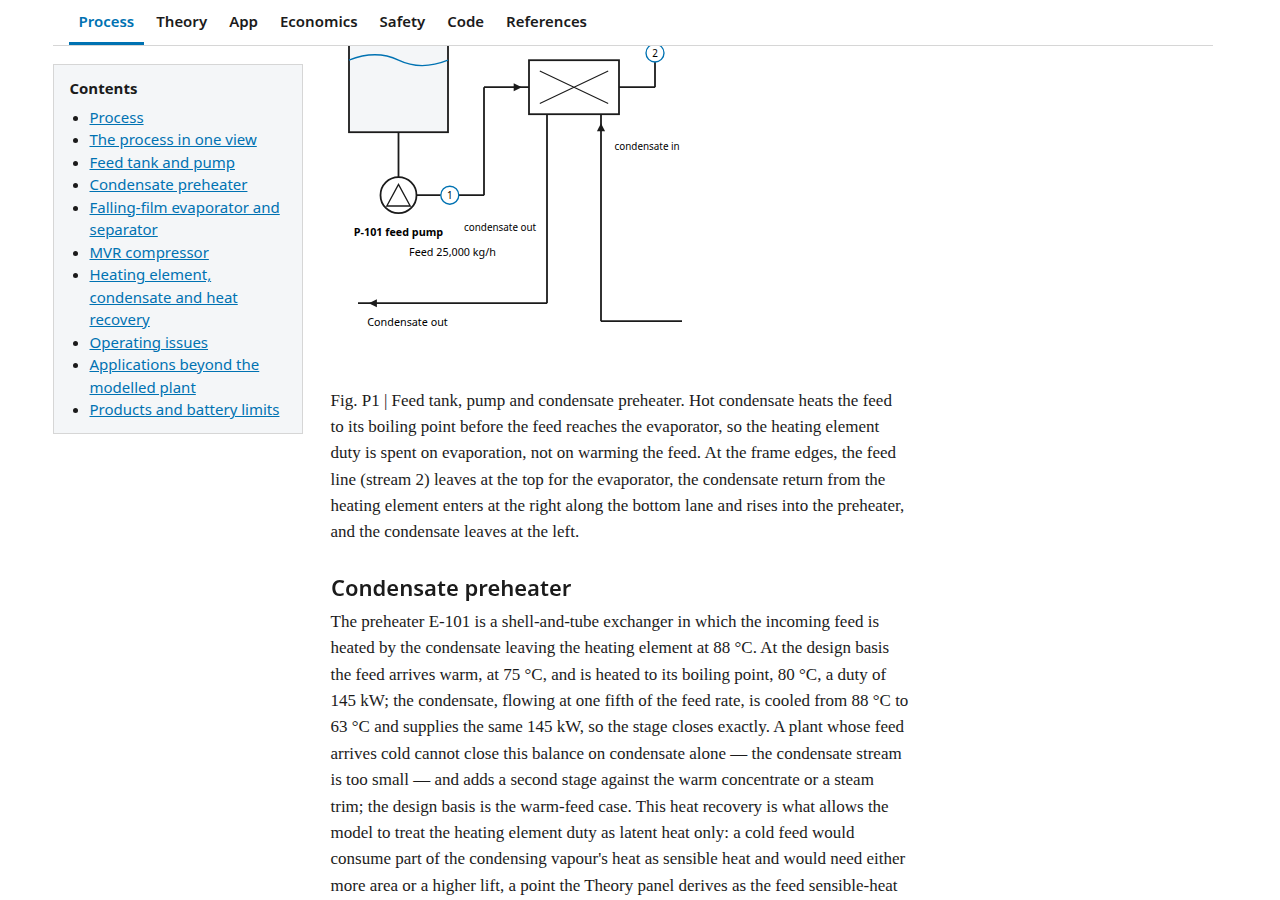 Process Theory App Economics Safety Code References
Contents
Process
The process in one view
Feed tank and pump
Condensate preheater
Falling-film evaporator and
separator
MVR compressor
Heating element,
condensate and heat
recovery
Operating issues
Applications beyond the
modelled plant
Products and battery limits
2
condensate in
1
P-101 feed pump
condensate out
Feed 25,000 kg/h
Condensate out
Fig. P1 | Feed tank, pump and condensate preheater. Hot condensate heats the feed
to its boiling point before the feed reaches the evaporator, so the heating element
duty is spent on evaporation, not on warming the feed. At the frame edges, the feed
line (stream 2) leaves at the top for the evaporator, the condensate return from the
heating element enters at the right along the bottom lane and rises into the preheater,
and the condensate leaves at the left.
Condensate preheater
The preheater E-101 is a shell-and-tube exchanger in which the incoming feed is
heated by the condensate leaving the heating element at 88 °C. At the design basis
the feed arrives warm, at 75 °C, and is heated to its boiling point, 80 °C, a duty of
145 kW; the condensate, flowing at one fifth of the feed rate, is cooled from 88 °C to
63 °C and supplies the same 145 kW, so the stage closes exactly. A plant whose feed
arrives cold cannot close this balance on condensate alone — the condensate stream
is too small — and adds a second stage against the warm concentrate or a steam
trim; the design basis is the warm-feed case. This heat recovery is what allows the
model to treat the heating element duty as latent heat only: a cold feed would
consume part of the condensing vapour's heat as sensible heat and would need either
more area or a higher lift, a point the Theory panel derives as the feed sensible-heat